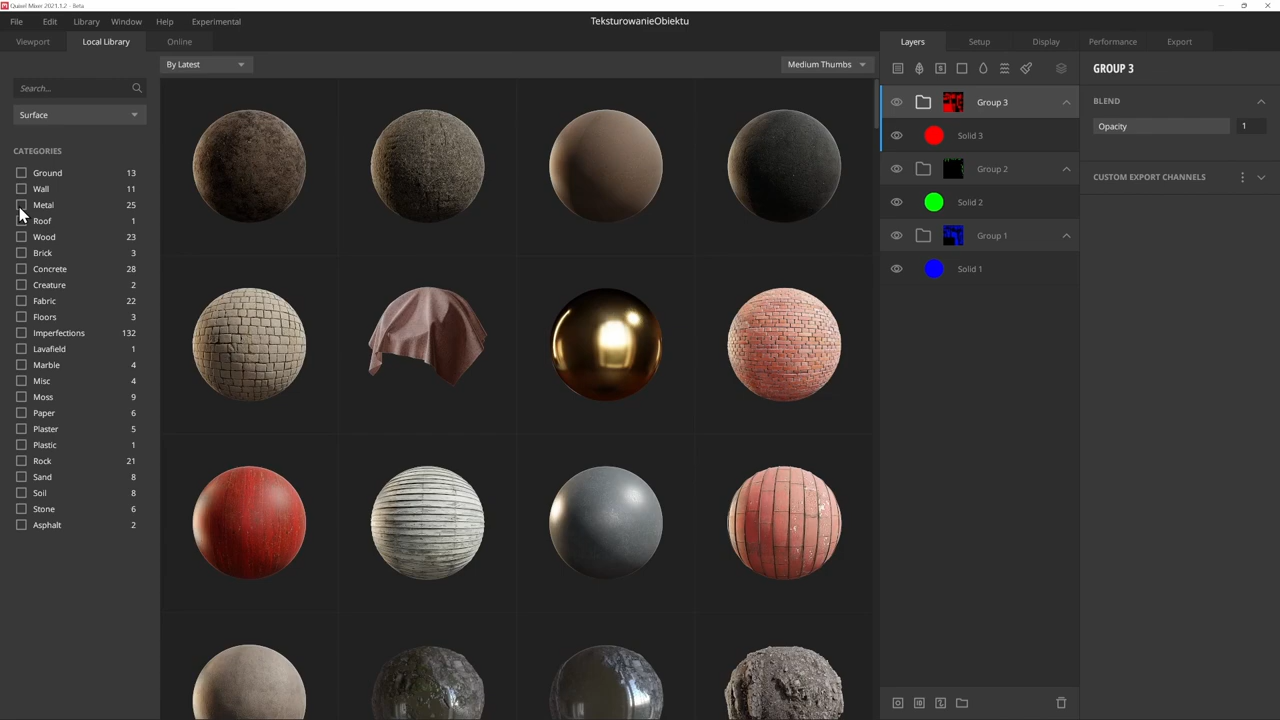 Quixel Mixer 2021.1.2 - Beta
File Edit Library Window Help Experimental
TeksturowanieObiektu
Viewport Local Library Online
Layers Setup Display Performance Export
By Latest
Medium Thumbs
Search...
Surface
CATEGORIES
Ground 13
Wall 11
Metal 25
Roof 1
Wood 23
Brick 3
Concrete 28
Creature 2
Fabric 22
Floors 3
Imperfections 132
Lavafield 1
Marble 4
Misc 4
Moss 9
Paper 6
Plaster 5
Plastic 1
Rock 21
Sand 8
Soil 8
Stone 6
Asphalt 2
Group 3
Solid 3
Group 2
Solid 2
Group 1
Solid 1
GROUP 3
BLEND
Opacity 1
CUSTOM EXPORT CHANNELS